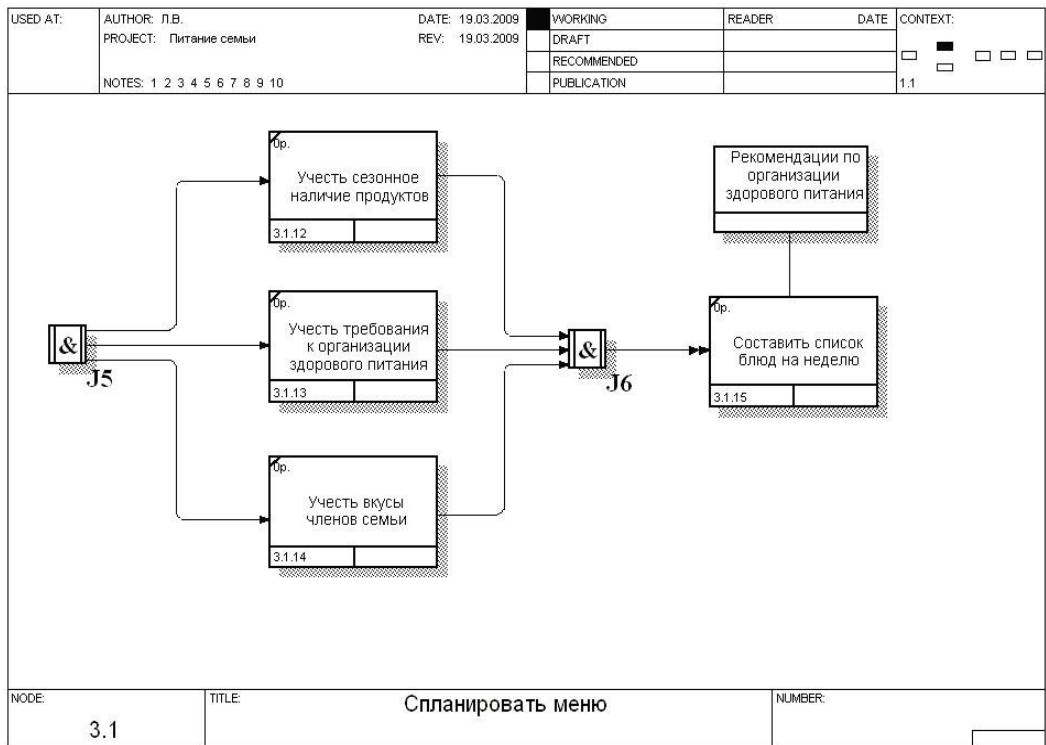 USED AT:
AUTHOR: Л.В.
DATE: 19.03.2009
PROJECT: Питание семьи
REV: 19.03.2009
NOTES: 1 2 3 4 5 6 7 8 9 10
WORKING
DRAFT
RECOMMENDED
PUBLICATION
READER DATE
CONTEXT:
1.1
0р.
Учесть сезонное
наличие продуктов
3.1.12
Рекомендации по
организации
здорового питания
&
J5
0р.
Учесть требования
к организации
здорового питания
3.1.13
&
J6
0р.
Составить список
блюд на неделю
3.1.15
0р.
Учесть вкусы
членов семьи
3.1.14
NODE:
3.1
TITLE:
Спланировать меню
NUMBER: